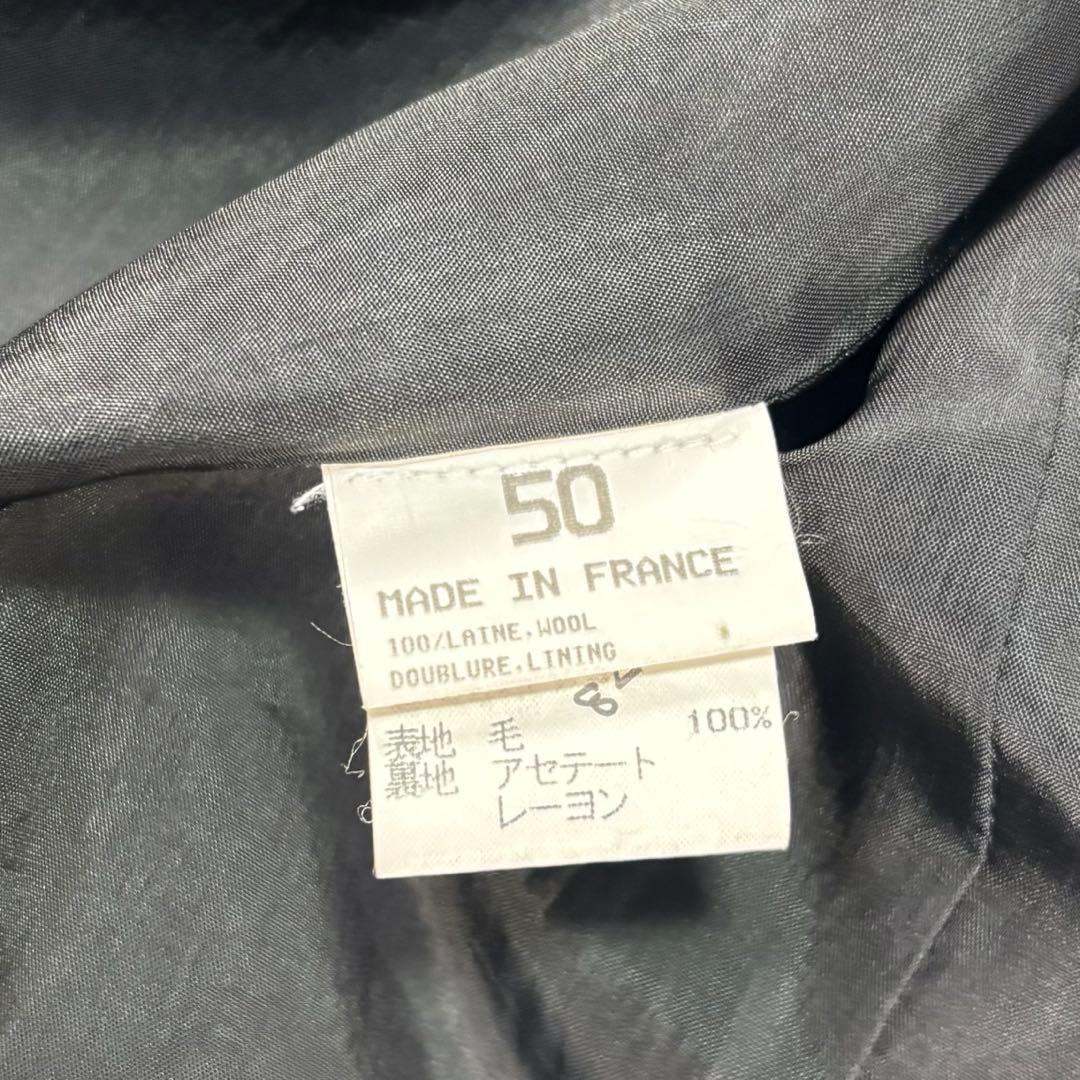 50
MADE IN FRANCE
100%LAINE.WOOL
DOUBLURE.LINING
表地 毛 100%
裏地 アセテート
レーヨン